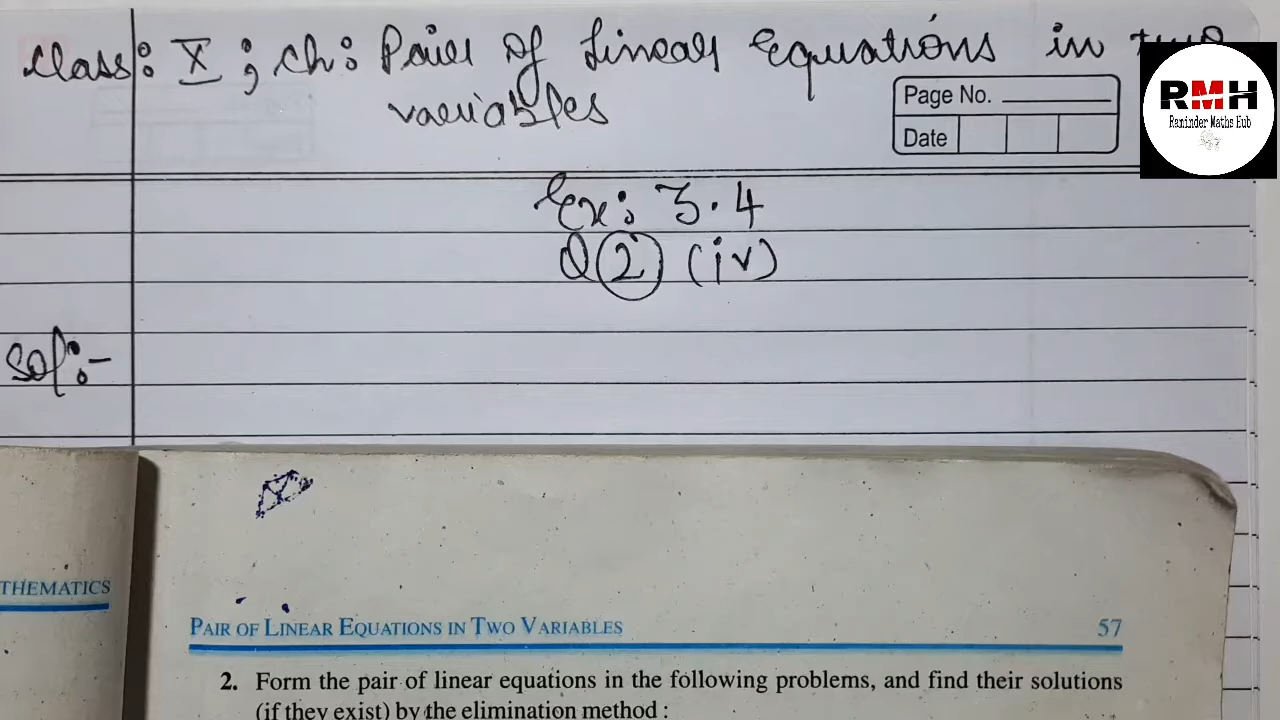 Class: X ; Ch: Pair of Linear Equations in two
variables
RMH
Raminder Maths Hub
Page No.
Date
Ex: 3.4
Q 2 (iv)
Sol:-
THEMATICS
PAIR OF LINEAR EQUATIONS IN TWO VARIABLES 57
2. Form the pair of linear equations in the following problems, and find their solutions
(if they exist) by the elimination method :